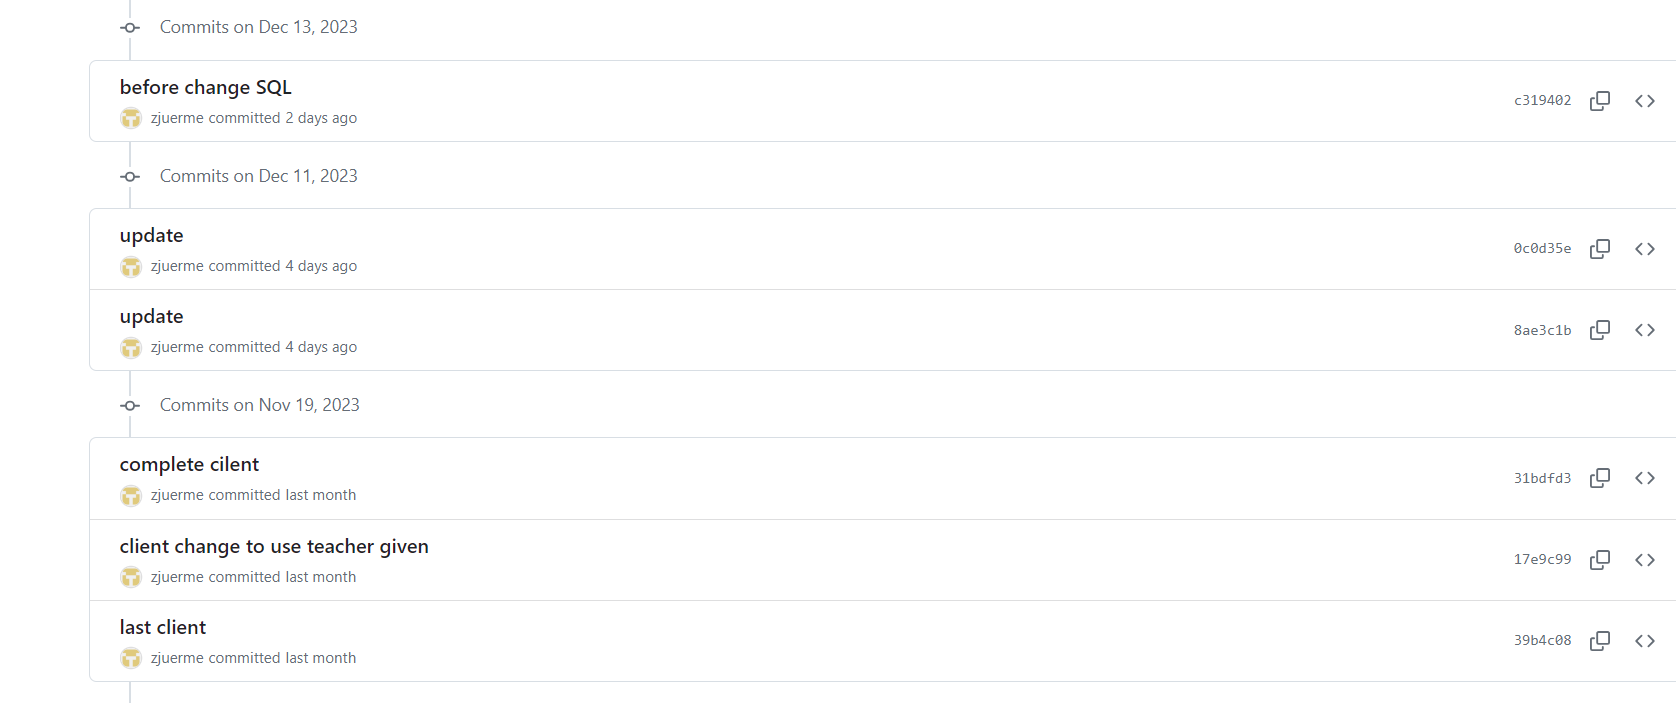 Commits on Dec 13, 2023
before change SQL
c319402
zjuerme committed 2 days ago
Commits on Dec 11, 2023
update
0c0d35e
zjuerme committed 4 days ago
update
8ae3c1b
zjuerme committed 4 days ago
Commits on Nov 19, 2023
complete cilent
31bdfd3
zjuerme committed last month
client change to use teacher given
17e9c99
zjuerme committed last month
last client
39b4c08
zjuerme committed last month